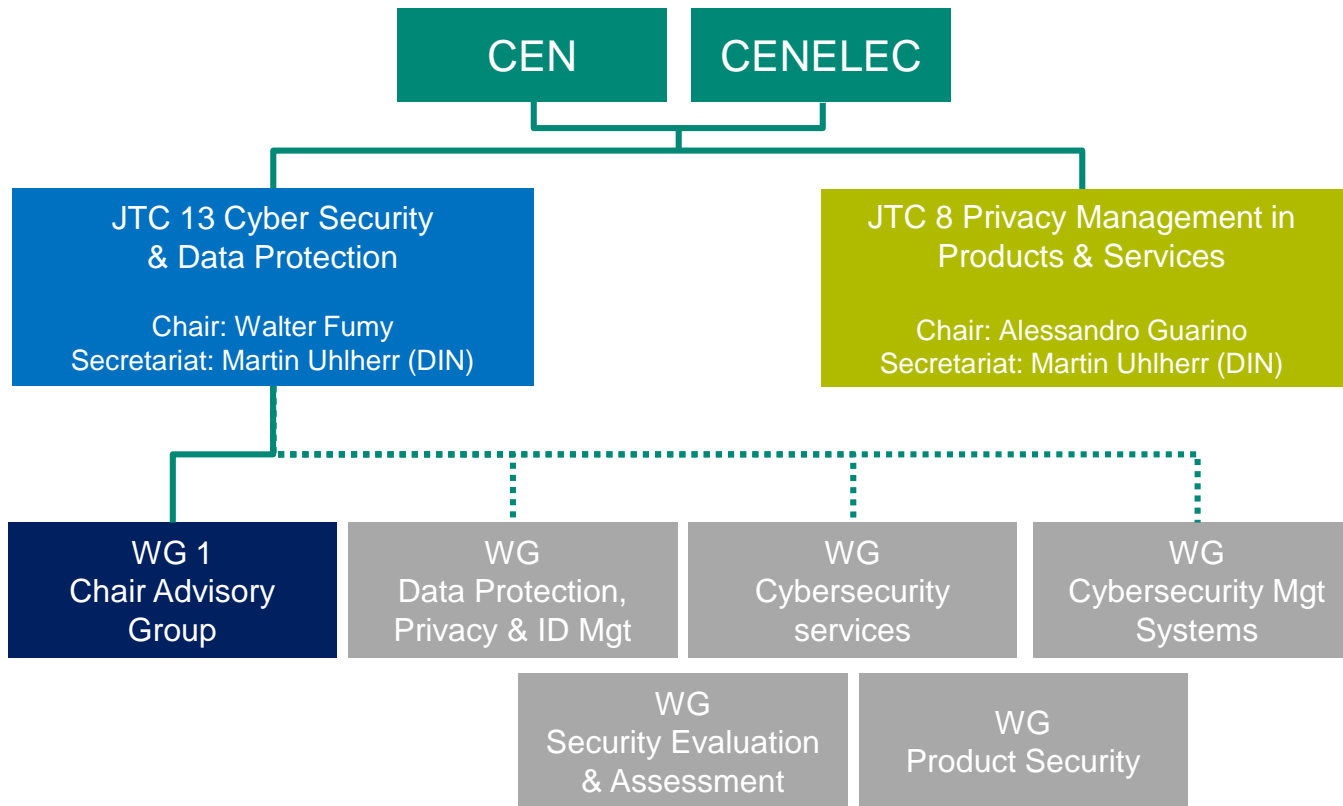 CEN
CENELEC
JTC 13 Cyber Security
& Data Protection
Chair: Walter Fumy
Secretariat: Martin Uhlherr (DIN)
JTC 8 Privacy Management in
Products & Services
Chair: Alessandro Guarino
Secretariat: Martin Uhlherr (DIN)
WG 1
Chair Advisory
Group
WG
Data Protection,
Privacy & ID Mgt
WG
Cybersecurity
services
WG
Cybersecurity Mgt
Systems
WG
Security Evaluation
& Assessment
WG
Product Security